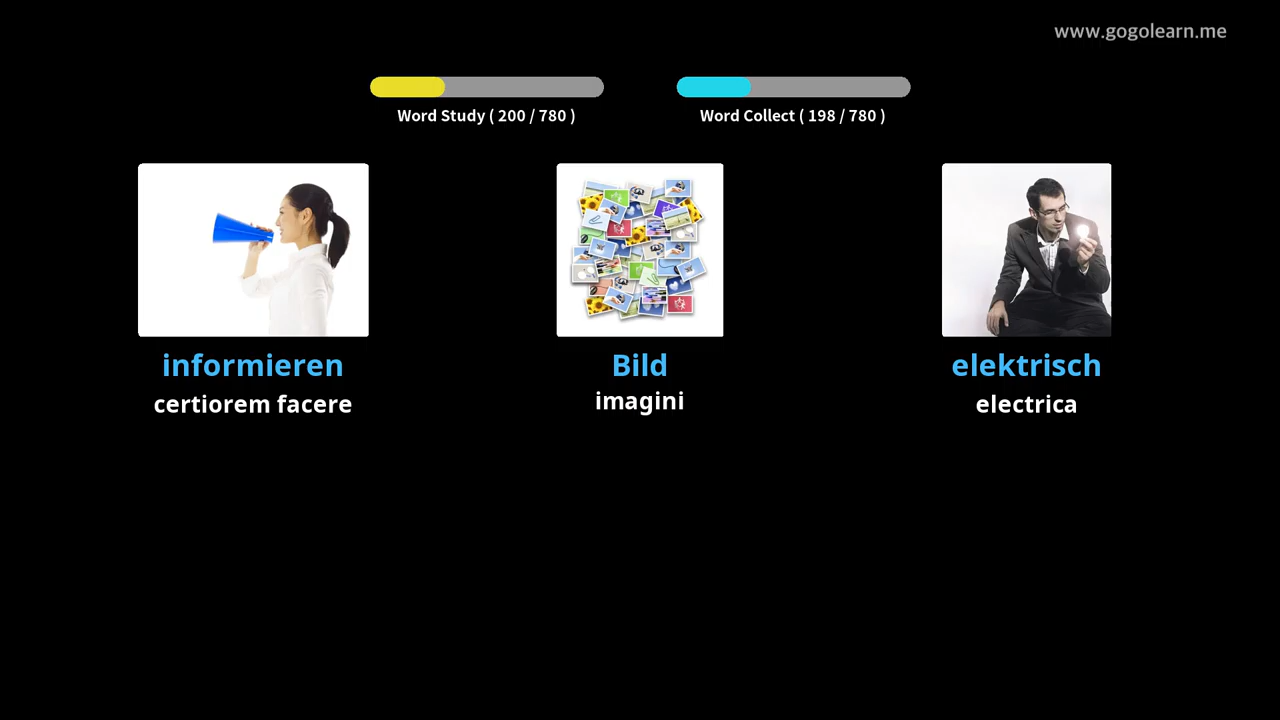 www.gogolearn.me
Word Study ( 200 / 780 )
Word Collect ( 198 / 780 )
informieren
certiorem facere
Bild
imagini
elektrisch
electrica